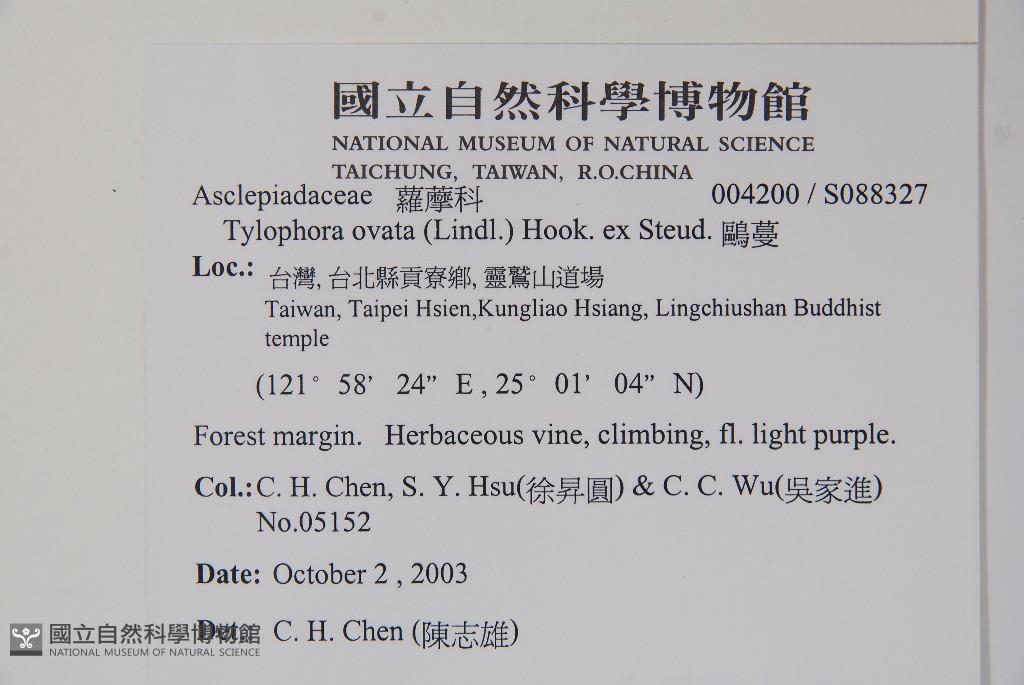 國立自然科學博物館
NATIONAL MUSEUM OF NATURAL SCIENCE
TAICHUNG, TAIWAN, R.O.CHINA
Asclepiadaceae 蘿藦科 004200 / S088327
Tylophora ovata (Lindl.) Hook. ex Steud. 鷗蔓
Loc.: 台灣, 台北縣貢寮鄉, 靈鷲山道場
Taiwan, Taipei Hsien,Kungliao Hsiang, Lingchiushan Buddhist
temple
(121° 58’ 24” E , 25° 01’ 04” N)
Forest margin. Herbaceous vine, climbing, fl. light purple.
Col.: C. H. Chen, S. Y. Hsu(徐昇圓) & C. C. Wu(吳家進)
No.05152
Date: October 2 , 2003
Det. C. H. Chen (陳志雄)
國立自然科學博物館
NATIONAL MUSEUM OF NATURAL SCIENCE